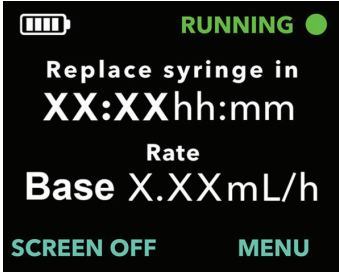 RUNNING
Replace syringe in
XX:XXhh:mm
Rate
Base X.XXmL/h
SCREEN OFF MENU